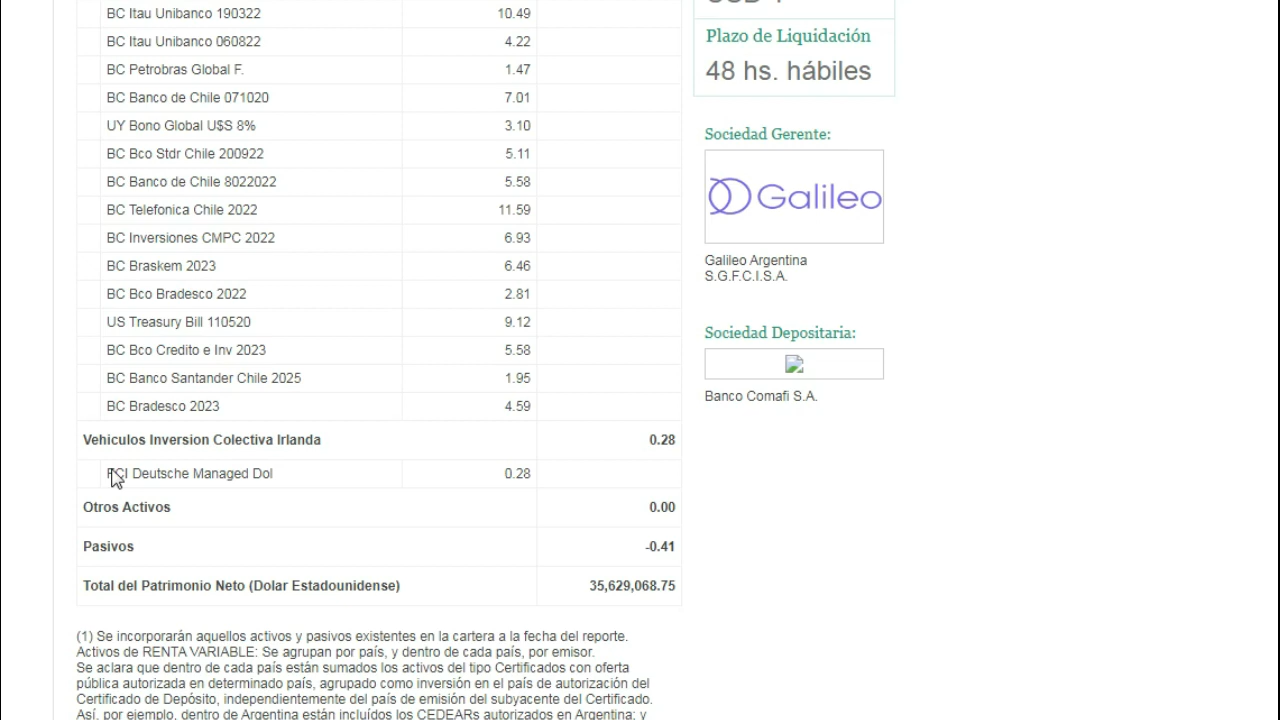 BC Itau Unibanco 190322 10.49
BC Itau Unibanco 060822 4.22
BC Petrobras Global F. 1.47
BC Banco de Chile 071020 7.01
UY Bono Global U$S 8% 3.10
BC Bco Stdr Chile 200922 5.11
BC Banco de Chile 8022022 5.58
BC Telefonica Chile 2022 11.59
BC Inversiones CMPC 2022 6.93
BC Braskem 2023 6.46
BC Bco Bradesco 2022 2.81
US Treasury Bill 110520 9.12
BC Bco Credito e Inv 2023 5.58
BC Banco Santander Chile 2025 1.95
BC Bradesco 2023 4.59
Vehiculos Inversion Colectiva Irlanda 0.28
FCI Deutsche Managed Dol 0.28
Otros Activos 0.00
Pasivos -0.41
Total del Patrimonio Neto (Dolar Estadounidense) 35,629,068.75
(1) Se incorporarán aquellos activos y pasivos existentes en la cartera a la fecha del reporte.
Activos de RENTA VARIABLE: Se agrupan por país, y dentro de cada país, por emisor.
Se aclara que dentro de cada país están sumados los activos del tipo Certificados con oferta
pública autorizada en determinado país, agrupado como inversión en el país de autorización del
Certificado de Depósito, independientemente del país de emisión del subyacente del Certificado.
Así, por ejemplo, dentro de Argentina están incluídos los CEDEARs autorizados en Argentina; y
Plazo de Liquidación
48 hs. hábiles
Sociedad Gerente:
Galileo
Galileo Argentina
S.G.F.C.I.S.A.
Sociedad Depositaria:
Banco Comafi S.A.